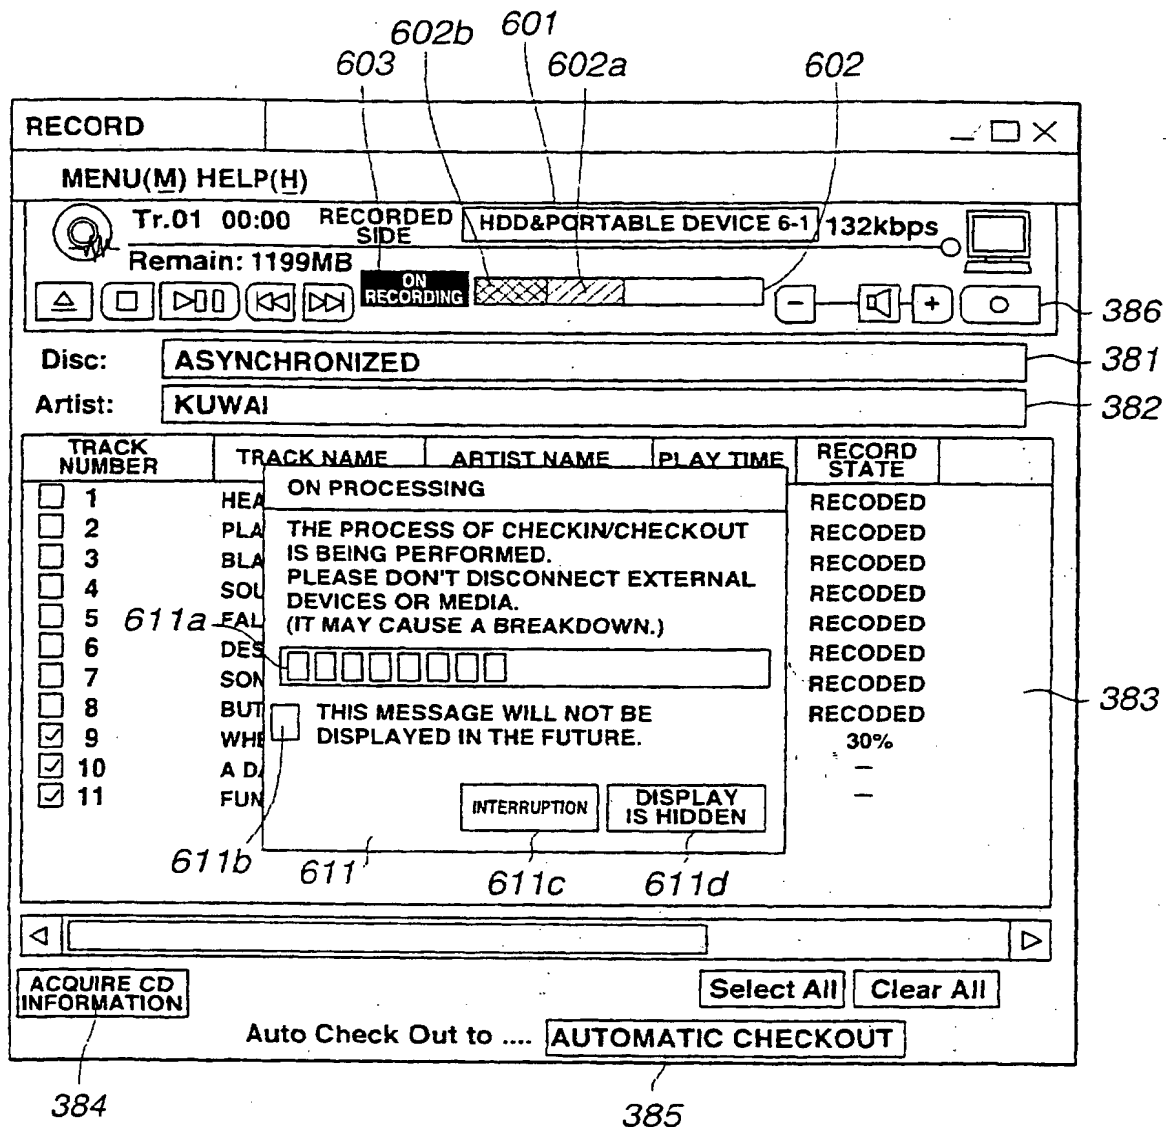 602b 601
603 602a 602
RECORD
MENU(M) HELP(H)
Tr.01 00:00 RECORDED SIDE HDD&PORTABLE DEVICE 6-1 132kbps
Remain: 1199MB
ON RECORDING
386
Disc: ASYNCHRONIZED 381
Artist: KUWAI 382
TRACK NUMBER TRACK NAME ARTIST NAME PLAY TIME RECORD STATE
ON PROCESSING
1 HEA RECODED
2 PLA THE PROCESS OF CHECKIN/CHECKOUT RECODED
3 BLA IS BEING PERFORMED. RECODED
4 SOU PLEASE DON'T DISCONNECT EXTERNAL RECODED
DEVICES OR MEDIA.
5 611a FAL (IT MAY CAUSE A BREAKDOWN.) RECODED
6 DES RECODED
7 SON RECODED
383
8 BUT THIS MESSAGE WILL NOT BE RECODED
9 WHE DISPLAYED IN THE FUTURE. 30%
10 A DA –
11 FUN INTERRUPTION DISPLAY IS HIDDEN –
611b 611 611c 611d
ACQUIRE CD INFORMATION Select All Clear All
Auto Check Out to .... AUTOMATIC CHECKOUT
384 385